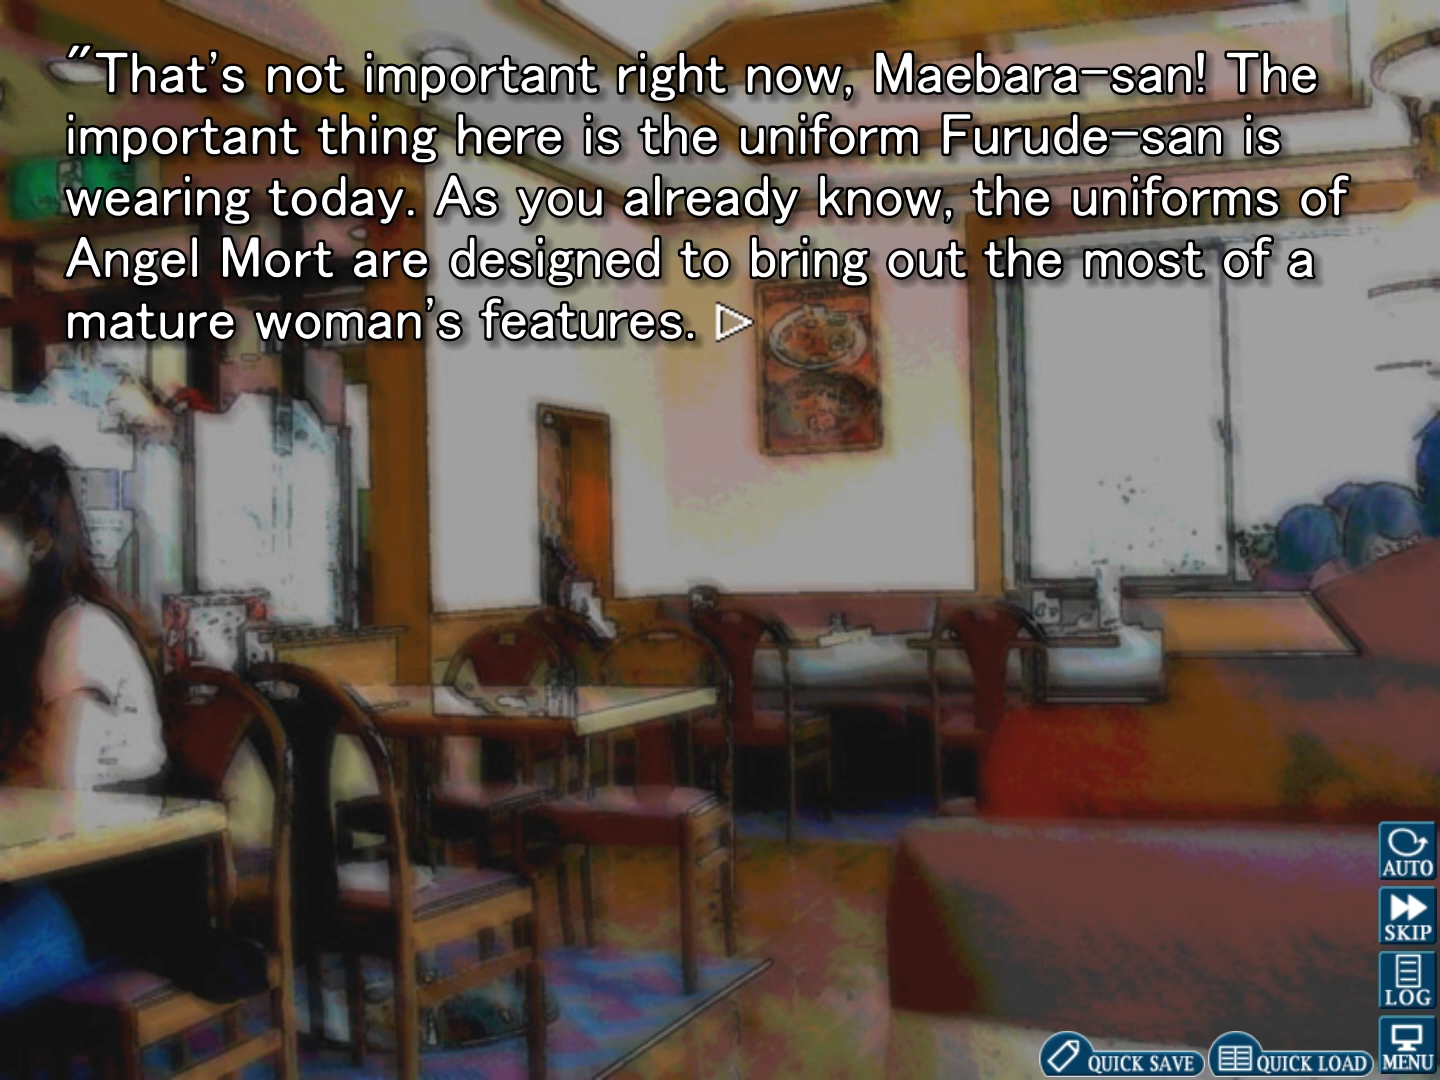 "That's not important right now, Maebara-san! The
important thing here is the uniform Furude-san is
wearing today. As you already know, the uniforms of
Angel Mort are designed to bring out the most of a
mature woman's features.
AUTO
SKIP
LOG
MENU
QUICK SAVE
QUICK LOAD